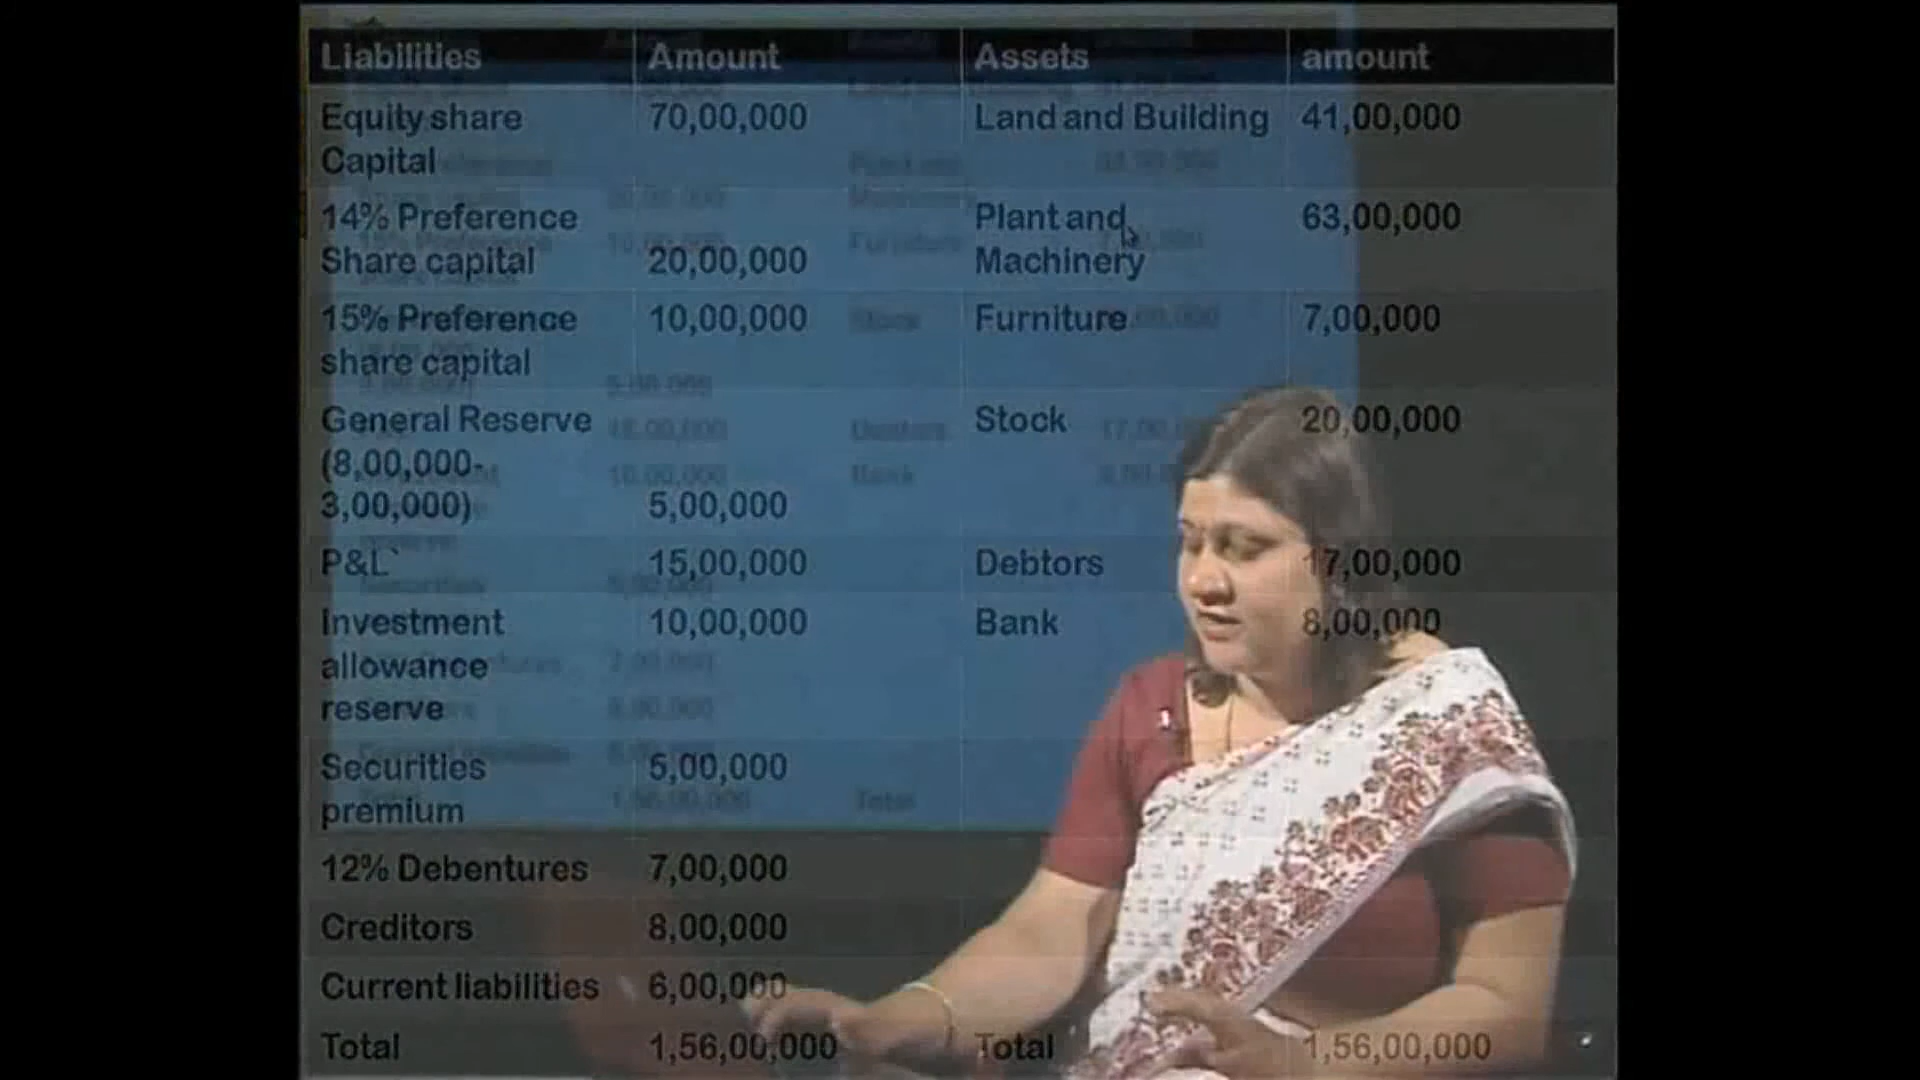 Liabilities Amount Assets amount
Equity share 70,00,000 Land and Building 41,00,000
Capital
14% Preference Plant and 63,00,000
Share capital 20,00,000 Machinery
15% Preference 10,00,000 Furniture 7,00,000
share capital
General Reserve Stock 20,00,000
(8,00,000-
3,00,000) 5,00,000
P&L` 15,00,000 Debtors 17,00,000
Investment 10,00,000 Bank 8,00,000
allowance
reserve
Securities 5,00,000
premium
12% Debentures 7,00,000
Creditors 8,00,000
Current liabilities 6,00,000
Total 1,56,00,000 Total 1,56,00,000